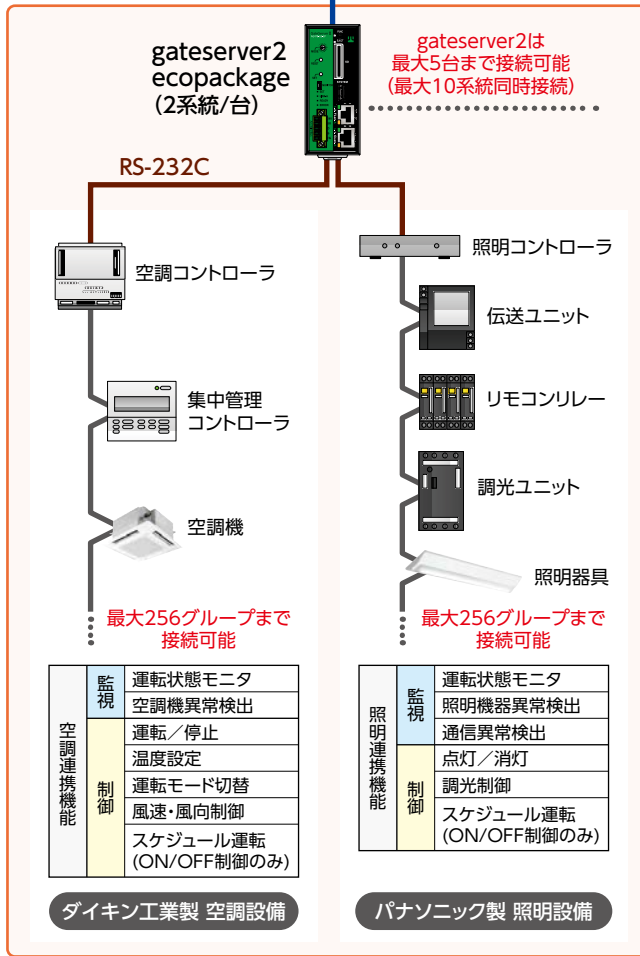 gateserver2
ecopackage
（2系統/台）
gateserver2は
最大5台まで接続可能
（最大10系統同時接続）
RS-232C
空調コントローラ
集中管理
コントローラ
空調機
最大256グループまで
接続可能
空調連携機能
監視
運転状態モニタ
空調機異常検出
制御
運転／停止
温度設定
運転モード切替
風速・風向制御
スケジュール運転
(ON/OFF制御のみ)
ダイキン工業製 空調設備
照明コントローラ
伝送ユニット
リモコンリレー
調光ユニット
照明器具
最大256グループまで
接続可能
照明連携機能
監視
運転状態モニタ
照明機器異常検出
通信異常検出
制御
点灯／消灯
調光制御
スケジュール運転
(ON/OFF制御のみ)
パナソニック製 照明設備